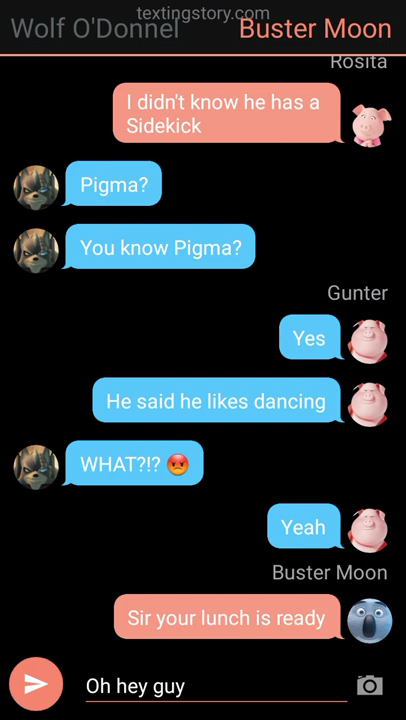 textingstory.com
Wolf O'Donnel
Buster Moon
Rosita
I didn't know he has a
Sidekick
Pigma?
You know Pigma?
Gunter
Yes
He said he likes dancing
WHAT?!? 😡
Yeah
Buster Moon
Sir your lunch is ready
Oh hey guy